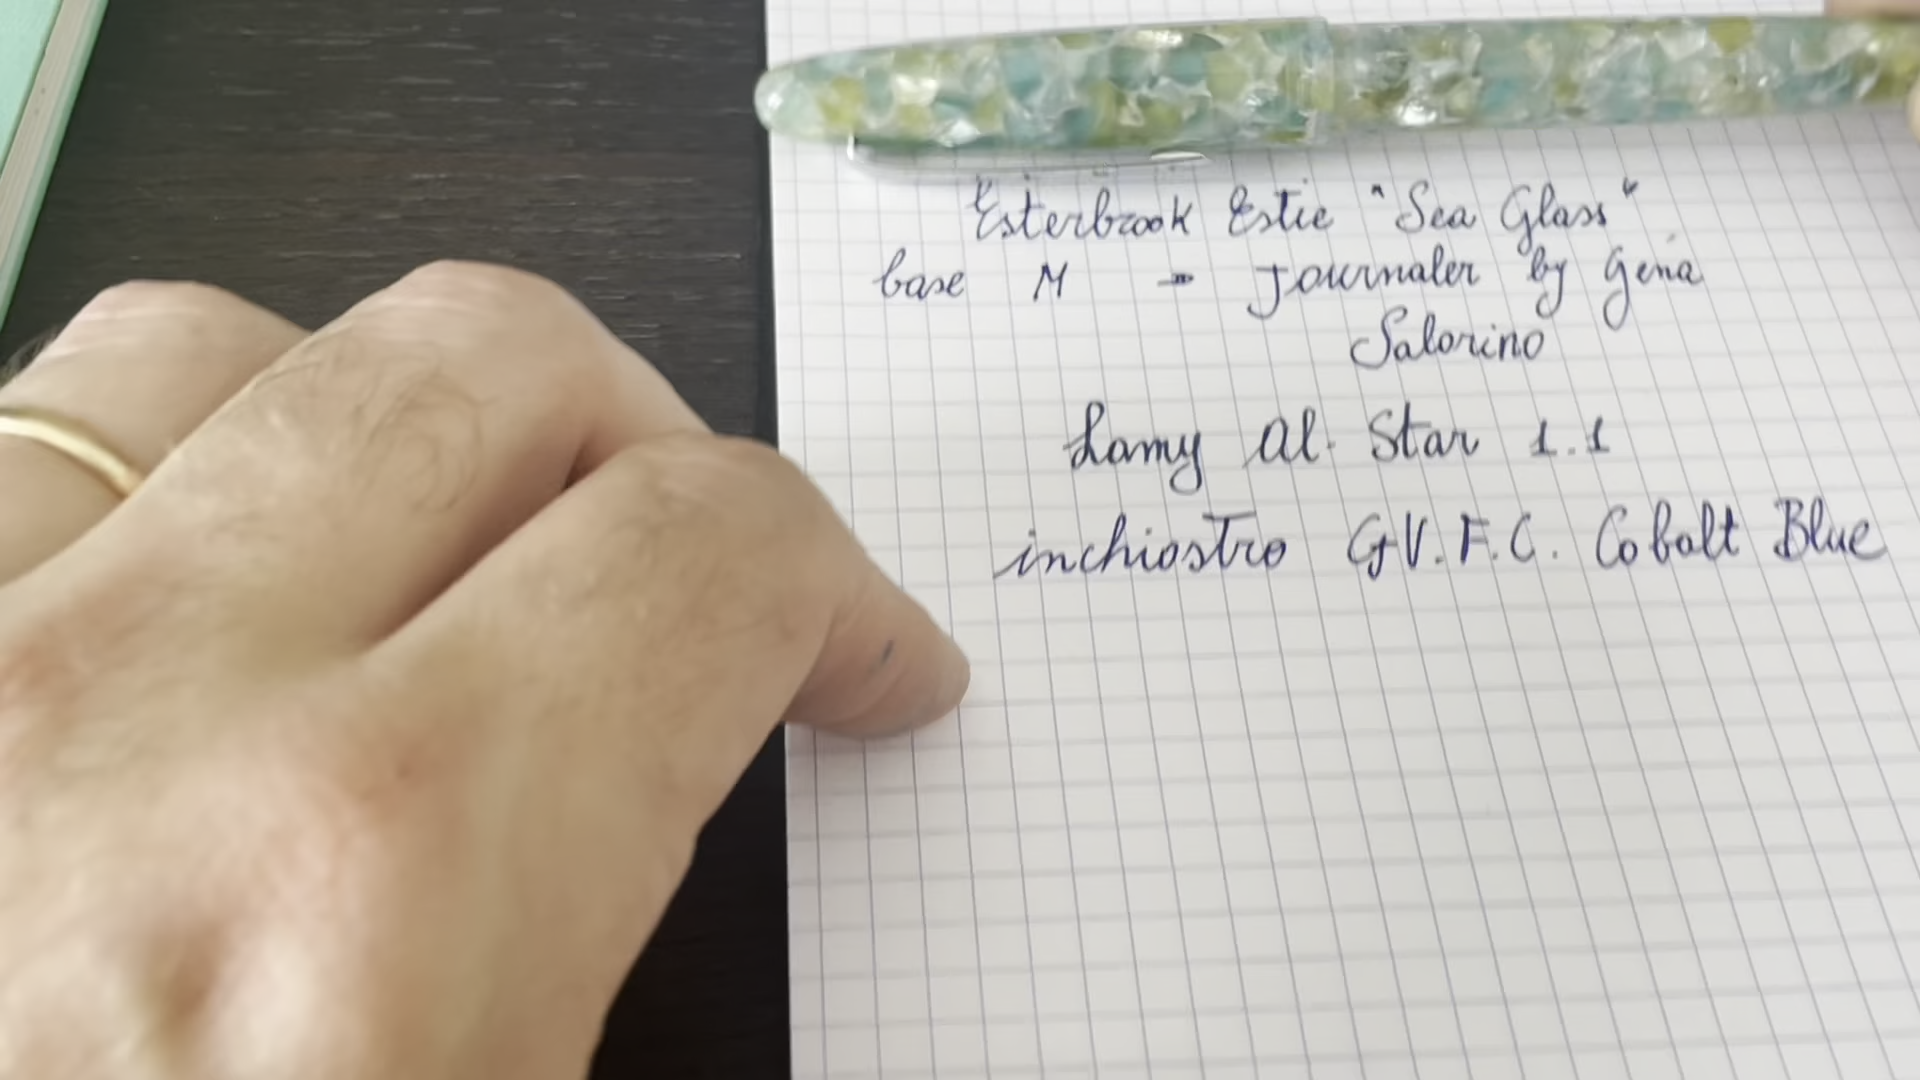 Esterbrook Estie "Sea Glass"
base M - Journaler by Gena
Salorino
Lamy Al-Star 1.1
inchiostro G.V.F.C. Cobalt Blue